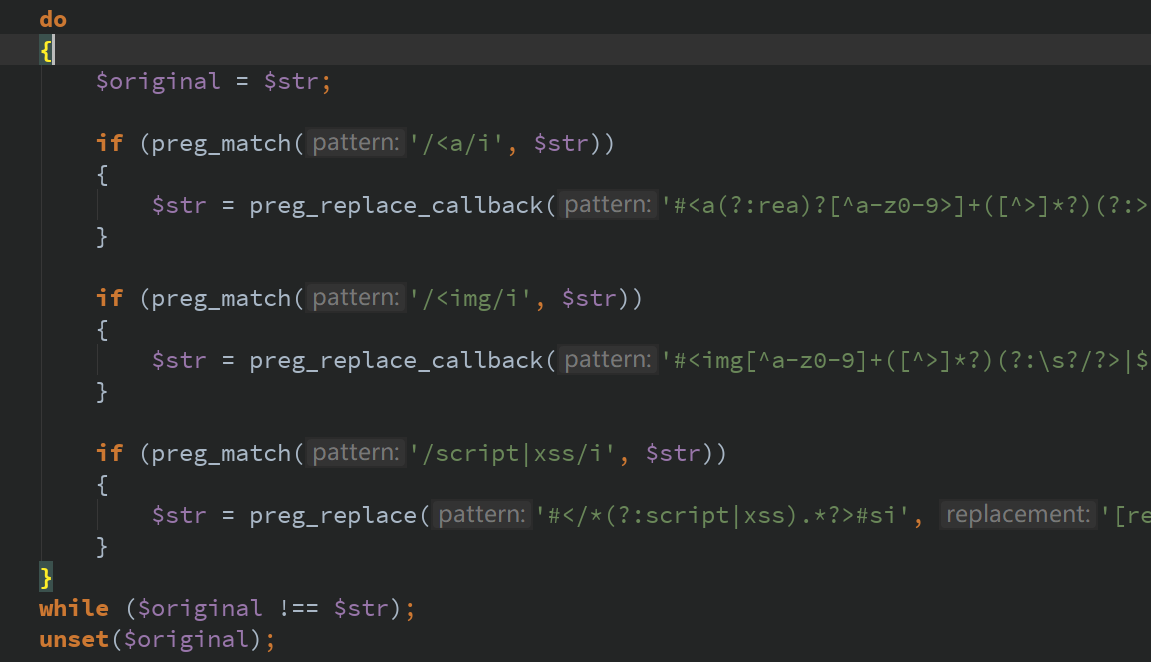 do
{
    $original = $str;

    if (preg_match( pattern: '/<a/i', $str))
    {
        $str = preg_replace_callback( pattern: '#<a(?:rea)?[^a-z0-9>]+([^>]*?)(?:>
    }

    if (preg_match( pattern: '/<img/i', $str))
    {
        $str = preg_replace_callback( pattern: '#<img[^a-z0-9]+([^>]*?)(?:\s?/?>|$
    }

    if (preg_match( pattern: '/script|xss/i', $str))
    {
        $str = preg_replace( pattern: '#</*(?:script|xss).*?>#si', replacement: '[re
    }
}
while ($original !== $str);
unset($original);